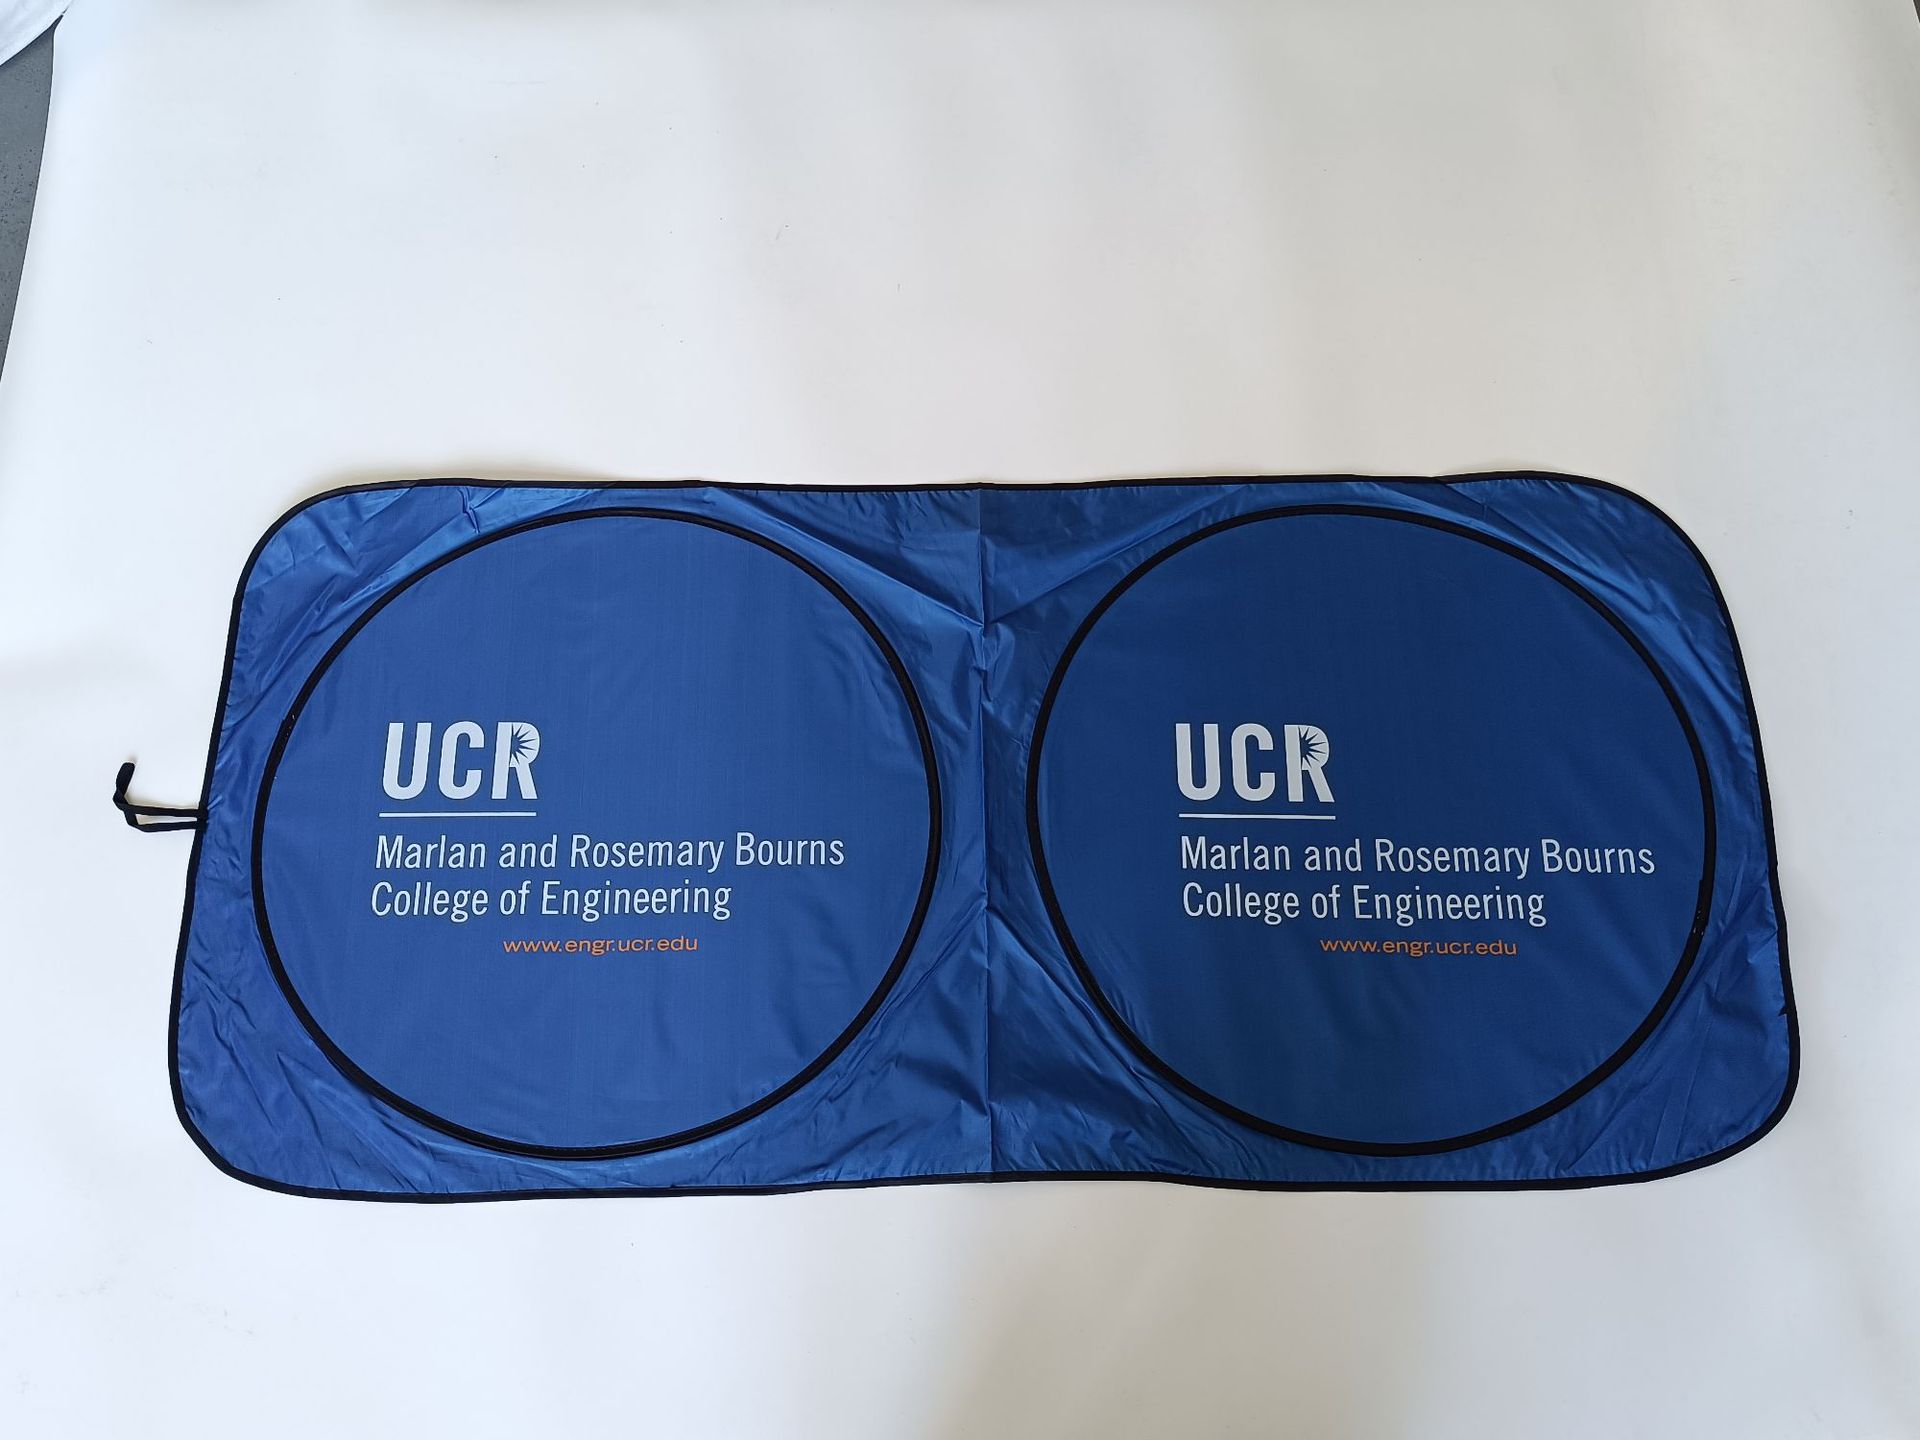 UCR
Marlan and Rosemary Bourns
College of Engineering
www.engr.ucr.edu
UCR
Marlan and Rosemary Bourns
College of Engineering
www.engr.ucr.edu